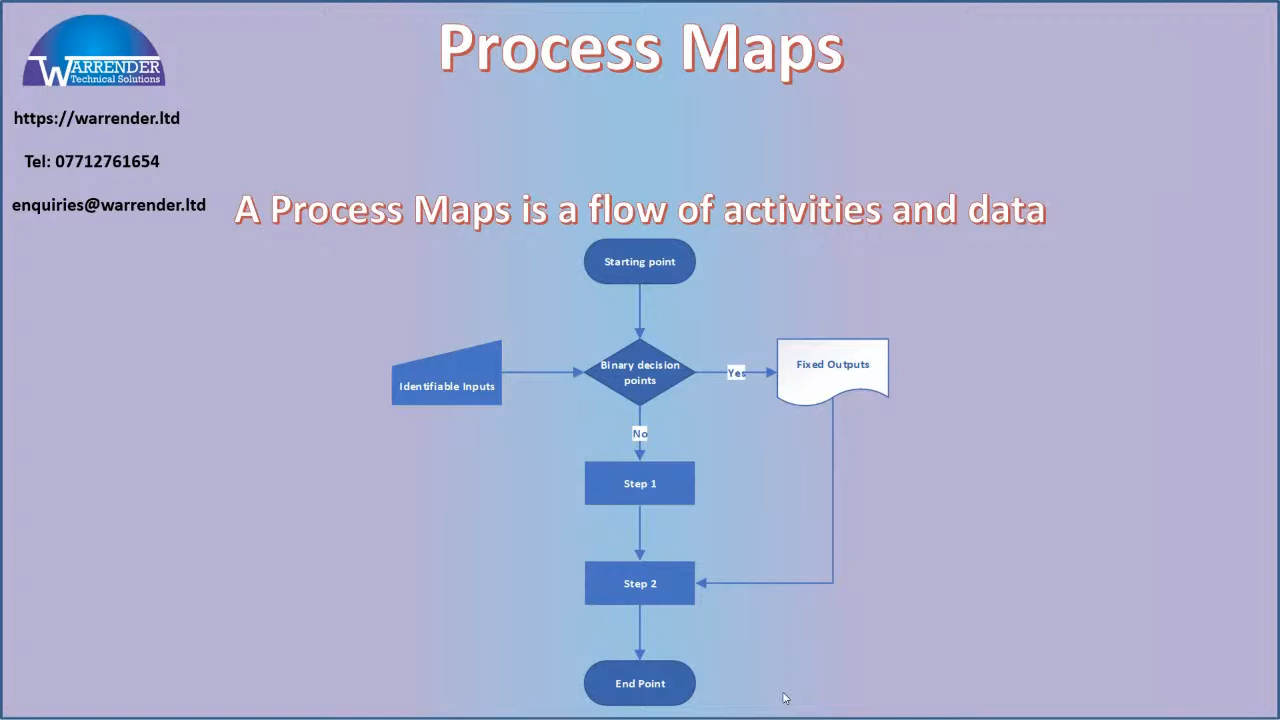 Process Maps
WARRENDER
Technical Solutions
https://warrender.ltd
Tel: 07712761654
enquiries@warrender.ltd
A Process Maps is a flow of activities and data
Starting point
Identifiable Inputs
Binary decision
points
Yes
Fixed Outputs
No
Step 1
Step 2
End Point